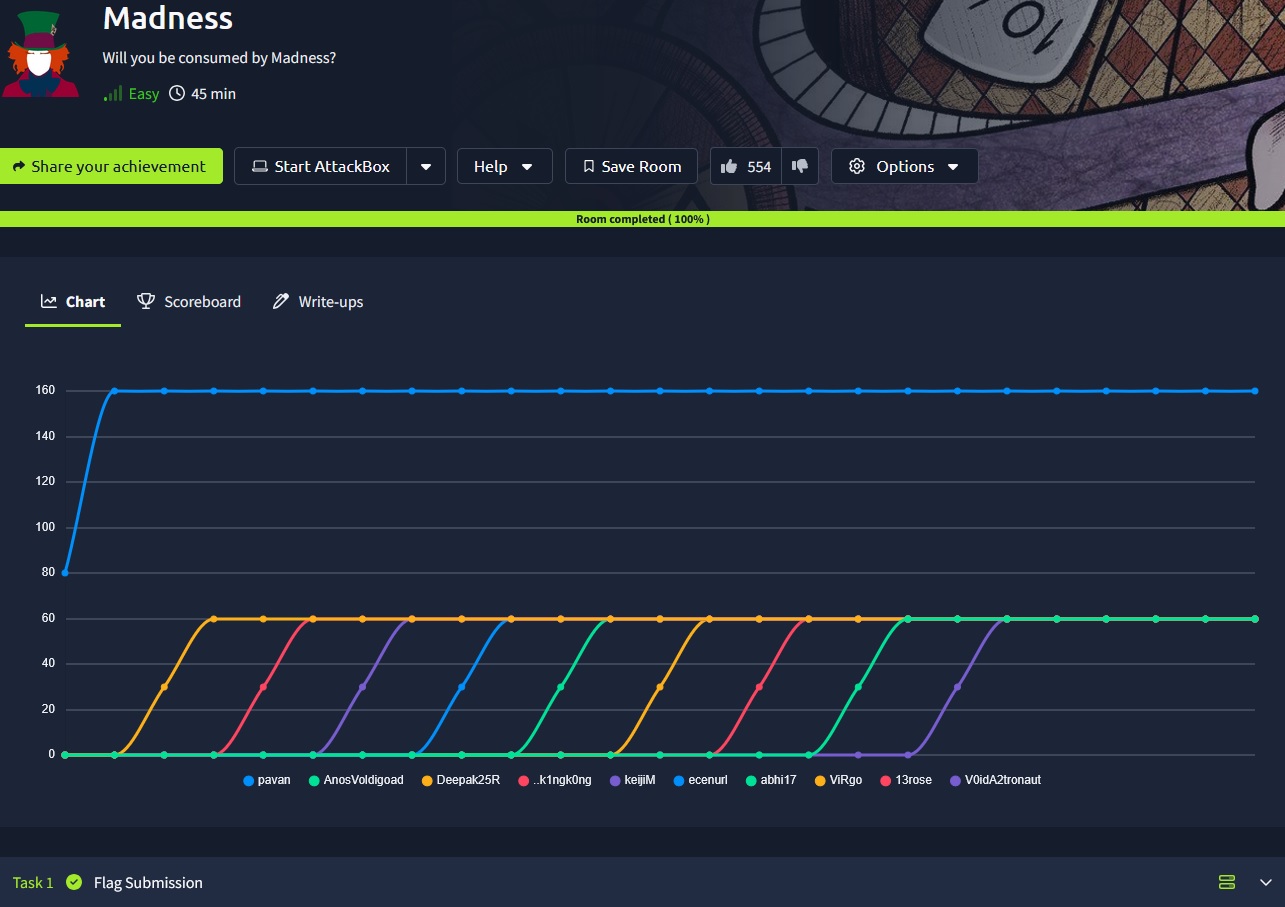 Madness
Will you be consumed by Madness?
Easy 45 min
Share your achievement Start AttackBox Help Save Room 554 Options
Room completed ( 100% )
Chart Scoreboard Write-ups
160
140
120
100
80
60
40
20
0
pavan AnosVoldigoad Deepak25R ..k1ngk0ng keijiM ecenurl abhi17 ViRgo 13rose V0idA2tronaut
Task 1 Flag Submission
10